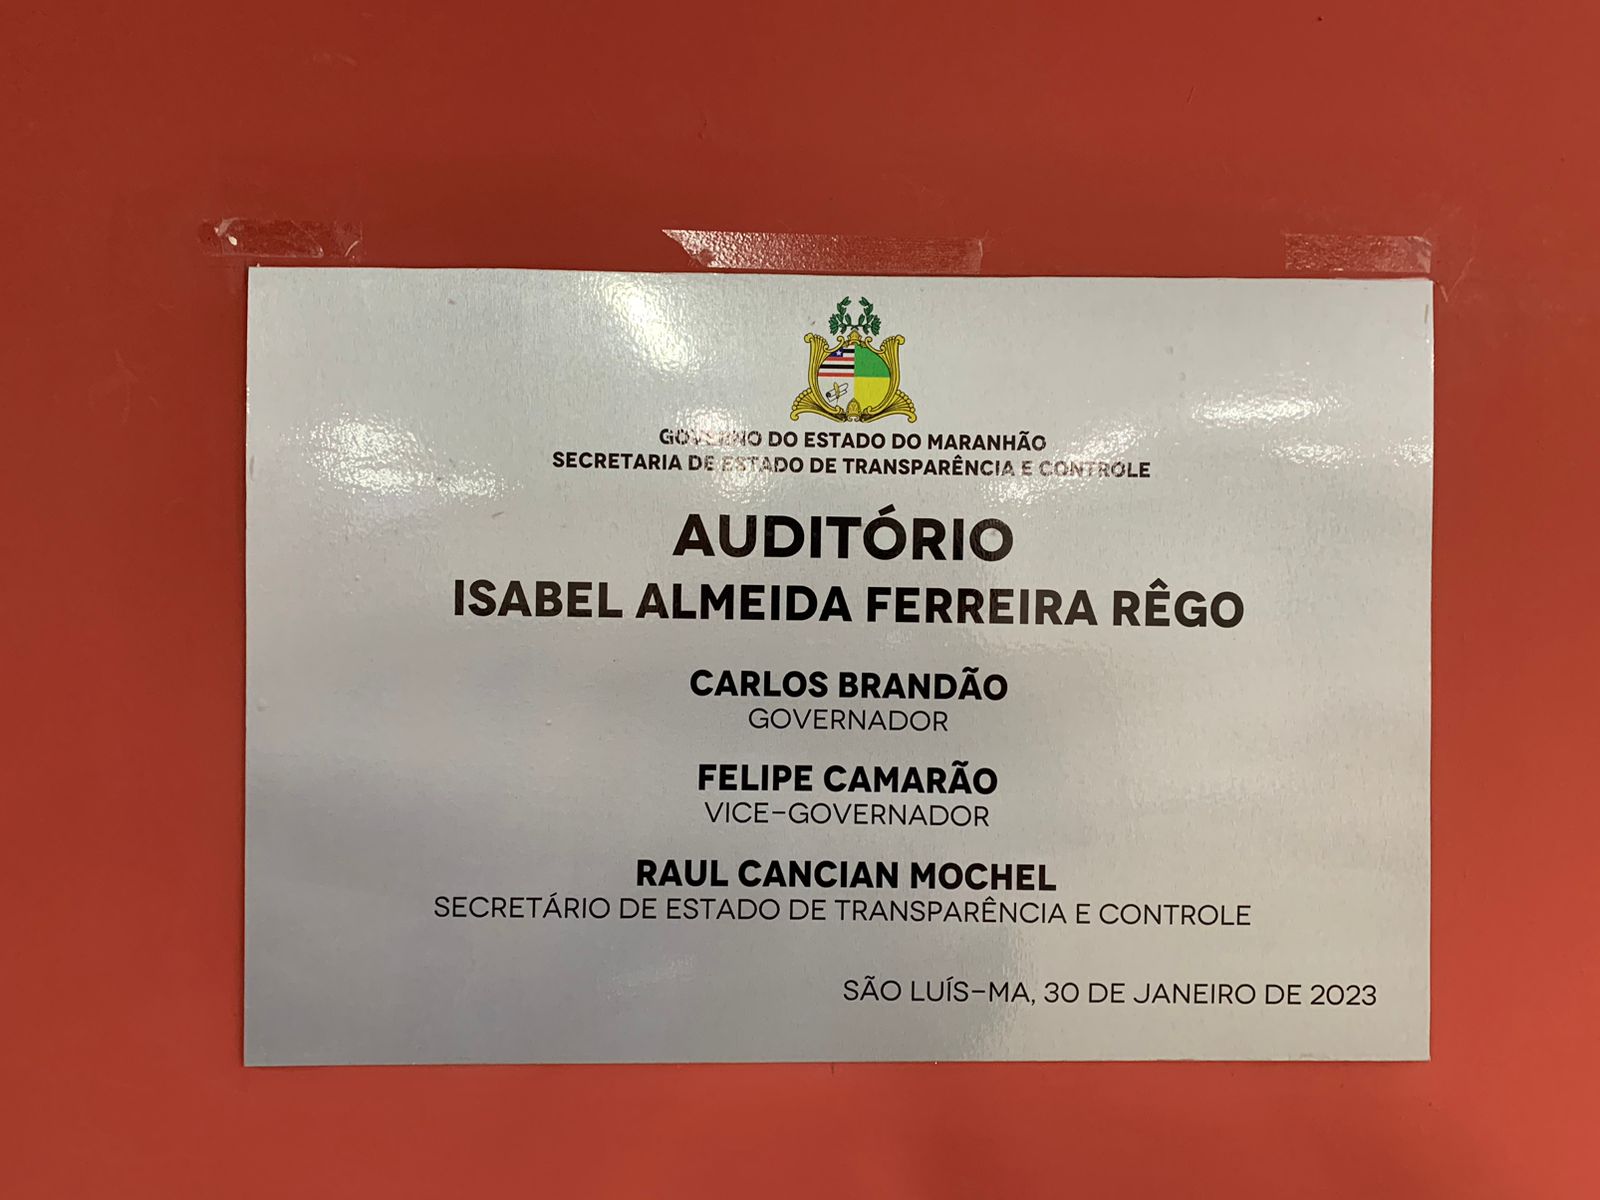 GOVERNO DO ESTADO DO MARANHÃO
SECRETARIA DE ESTADO DE TRANSPARÊNCIA E CONTROLE
AUDITÓRIO
ISABEL ALMEIDA FERREIRA RÊGO
CARLOS BRANDÃO
GOVERNADOR
FELIPE CAMARÃO
VICE-GOVERNADOR
RAUL CANCIAN MOCHEL
SECRETÁRIO DE ESTADO DE TRANSPARÊNCIA E CONTROLE
SÃO LUÍS-MA, 30 DE JANEIRO DE 2023